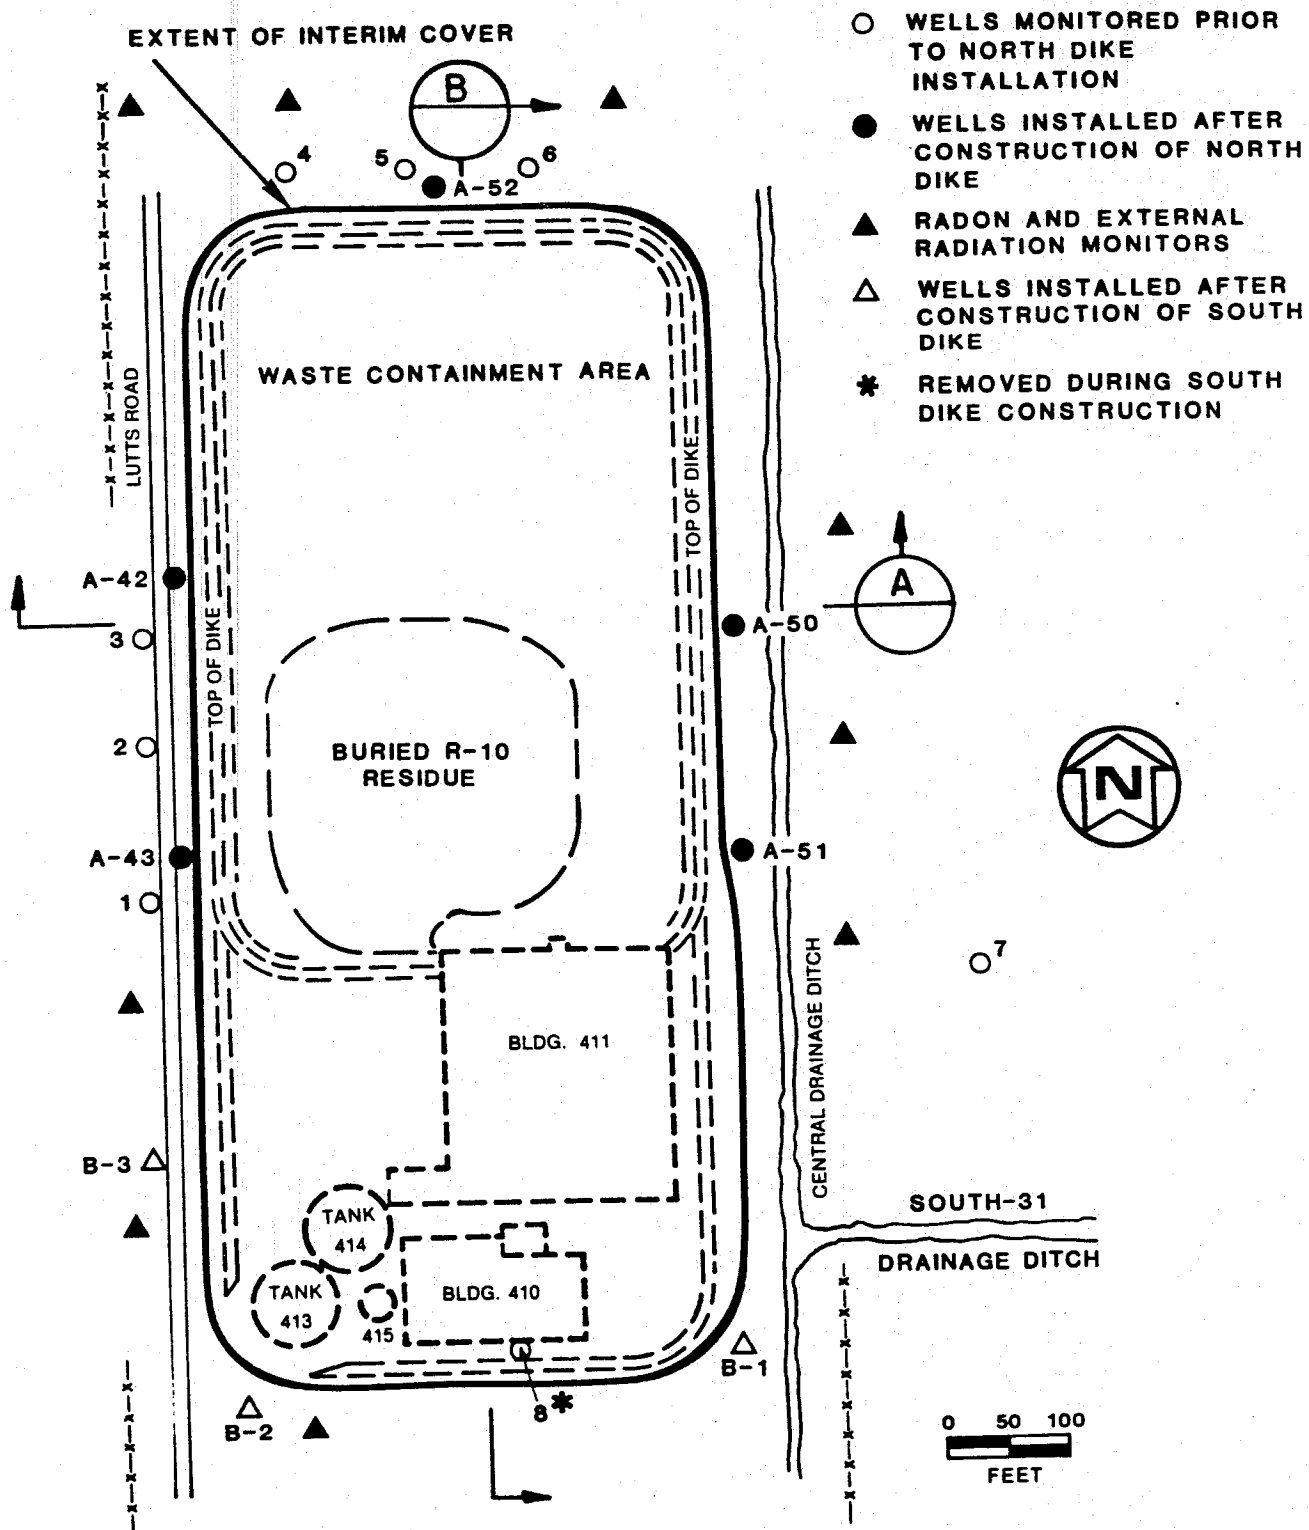 EXTENT OF INTERIM COVER
WELLS MONITORED PRIOR
TO NORTH DIKE
INSTALLATION
WELLS INSTALLED AFTER
CONSTRUCTION OF NORTH
DIKE
RADON AND EXTERNAL
RADIATION MONITORS
WELLS INSTALLED AFTER
CONSTRUCTION OF SOUTH
DIKE
* REMOVED DURING SOUTH
DIKE CONSTRUCTION
B
4
5
6
A-52
WASTE CONTAINMENT AREA
LUTTS ROAD
TOP OF DIKE
TOP OF DIKE
A-42
3
A
A-50
2
BURIED R-10
RESIDUE
N
A-43
A-51
1
7
CENTRAL DRAINAGE DITCH
BLDG. 411
B-3
SOUTH-31
DRAINAGE DITCH
TANK
414
TANK
413
415
BLDG. 410
B-1
B-2
8*
0 50 100
FEET